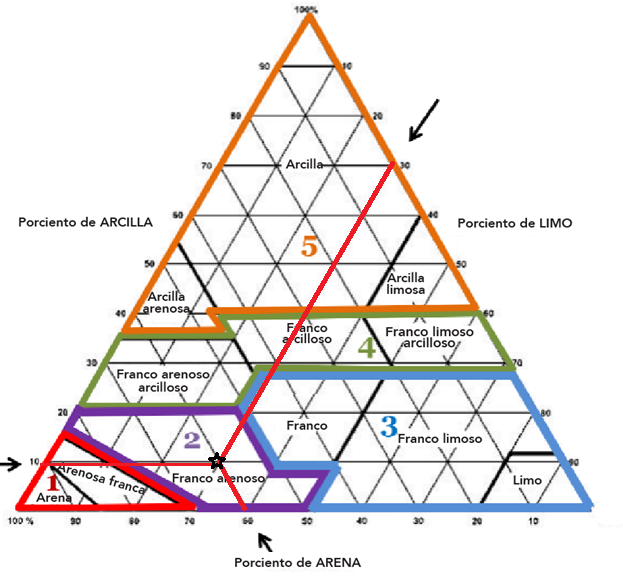 100%
90 10
80 20
70 Arcilla 30
60 40
Porciento de ARCILLA Porciento de LIMO
5
50 50
Arcilla limosa
Arcilla arenosa
40 60
Franco arcilloso
Franco limoso arcilloso
4
30 70
Franco arenoso arcilloso
20 80
2 Franco 3 Franco limoso
10
1 Arenosa franca Franco arenoso Limo
Arena
100 % 90 80 70 60 50 40 30 20 10
Porciento de ARENA